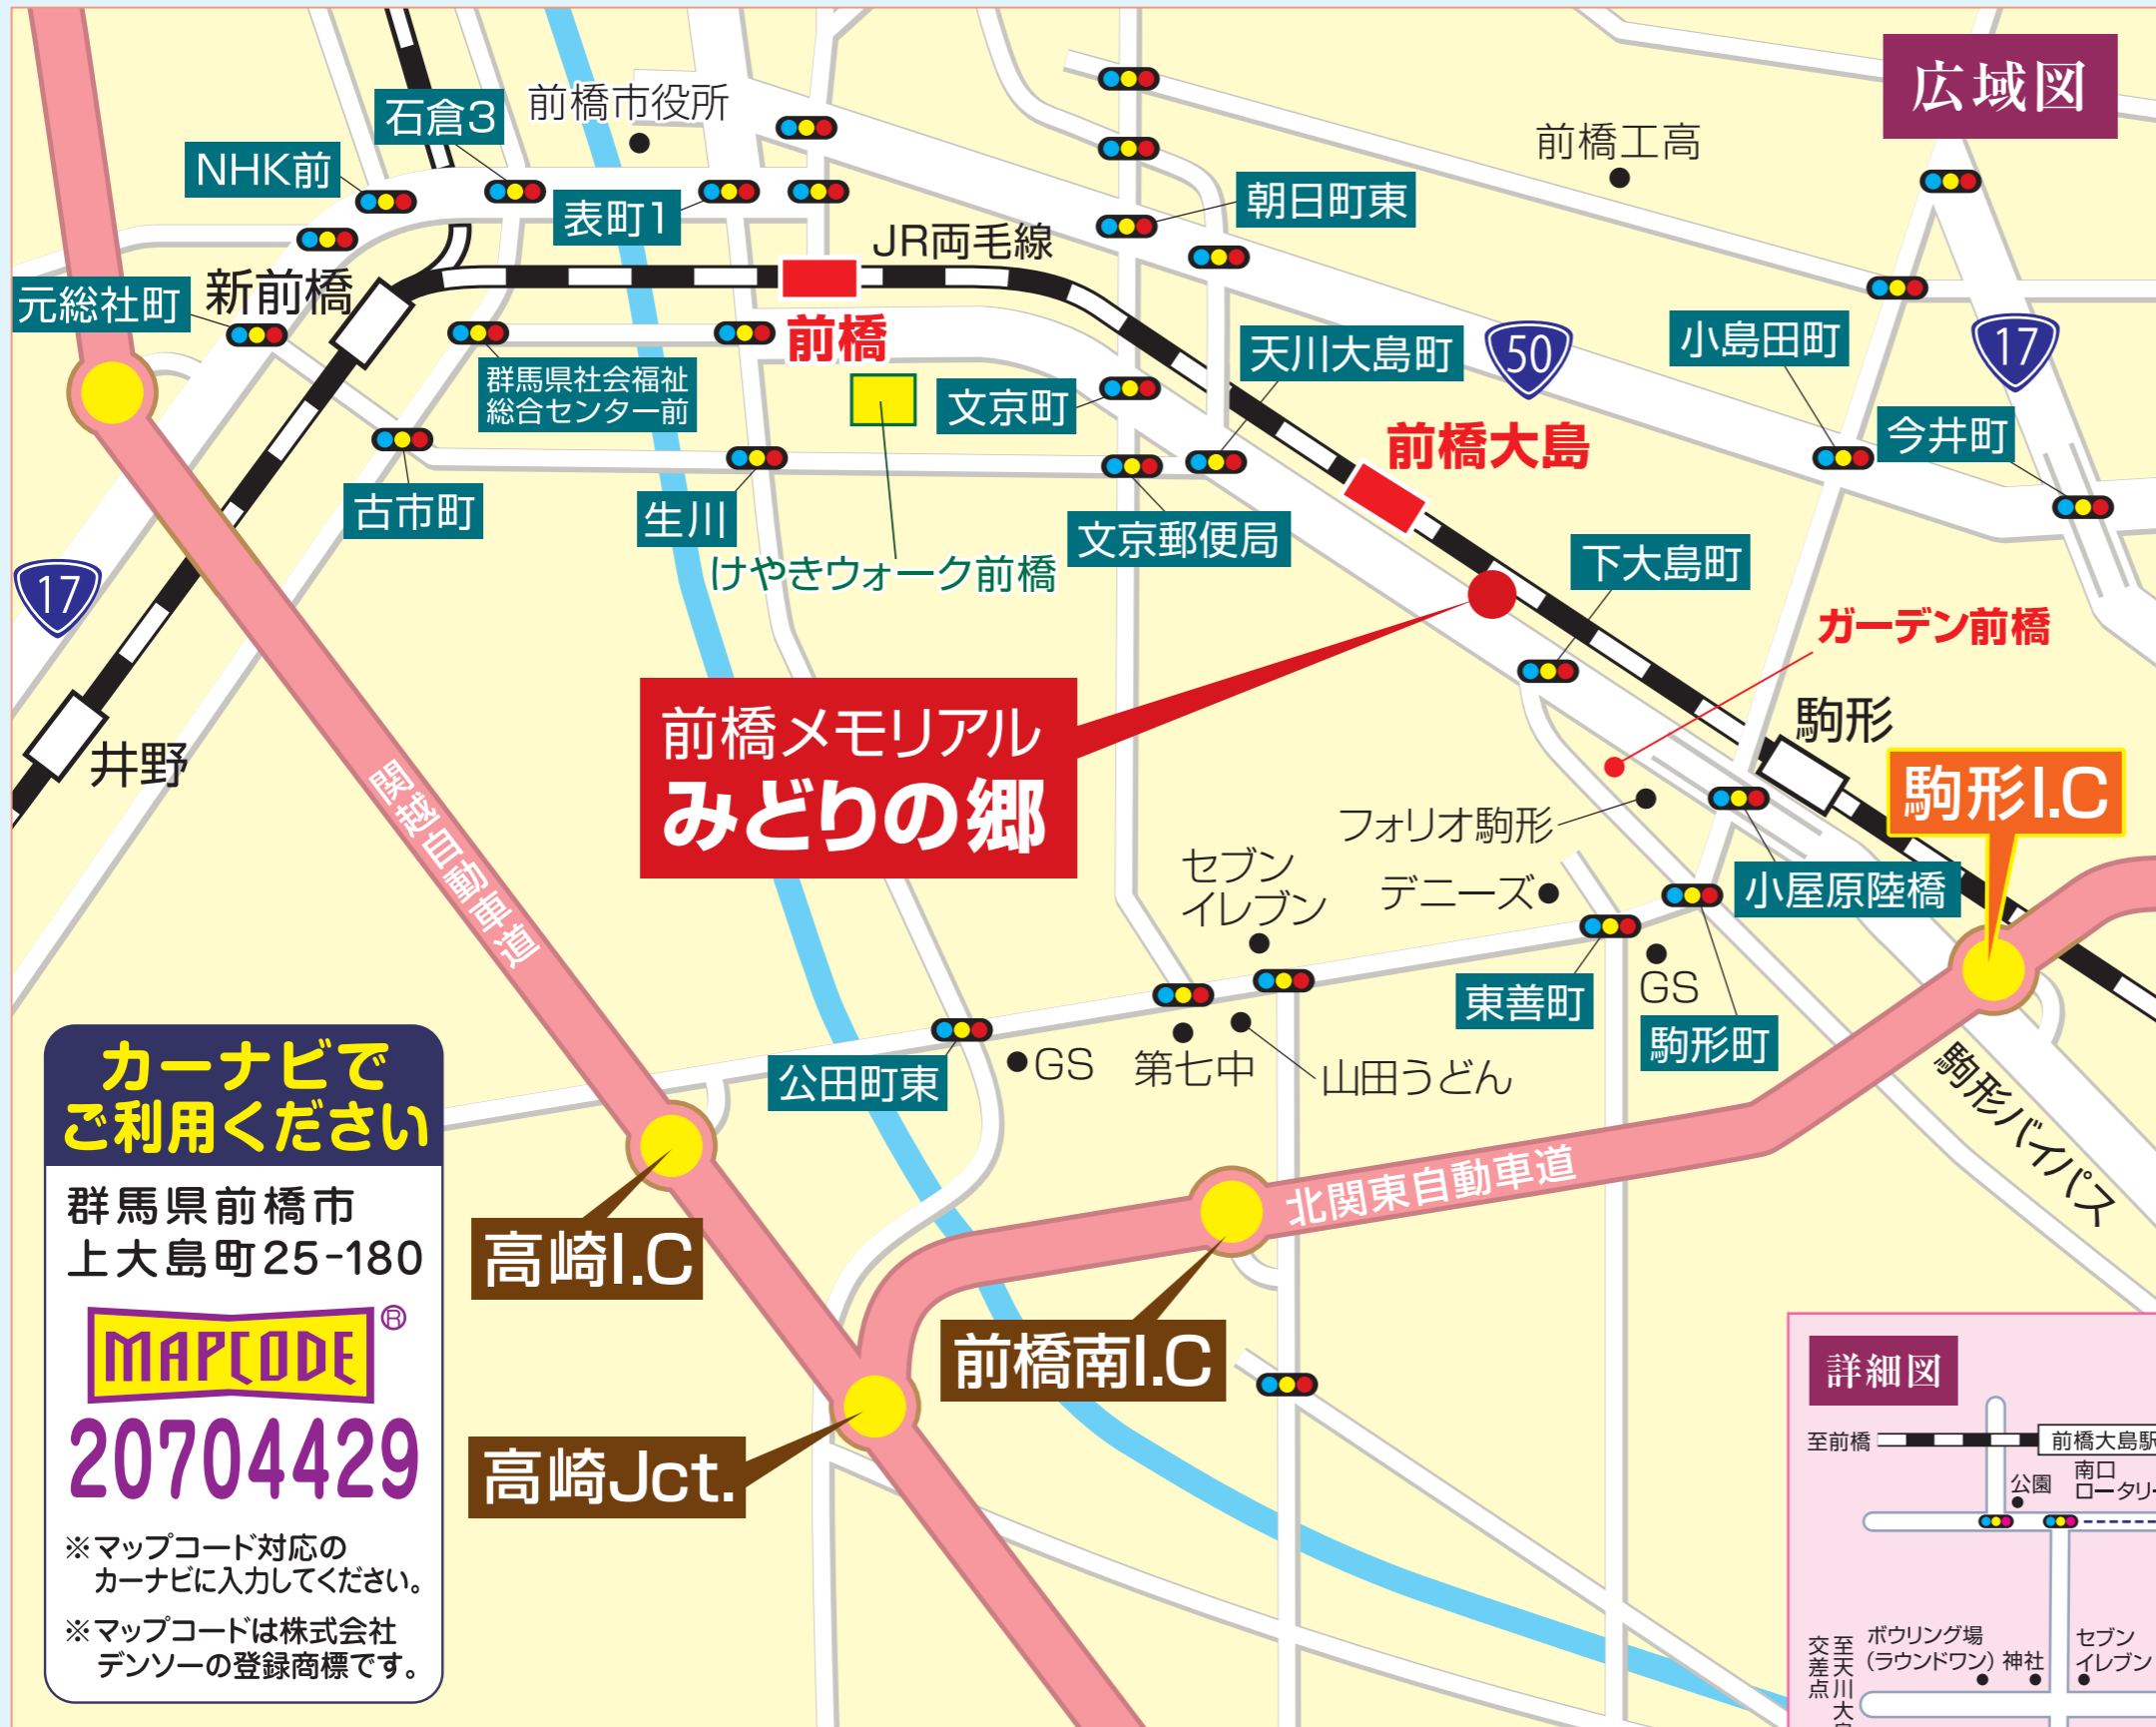 広域図
石倉3
前橋市役所
NHK前
前橋工高
表町1
朝日町東
JR両毛線
元総社町
新前橋
前橋
群馬県社会福祉
総合センター前
文京町
天川大島町
50
小島田町
17
今井町
前橋大島
古市町
生川
文京郵便局
けやきウォーク前橋
下大島町
17
ガーデン前橋
前橋メモリアル
みどりの郷
井野
駒形
駒形I.C
関越自動車道
フォリオ駒形
セブン
イレブン
デニーズ
小屋原陸橋
東善町
GS
駒形町
公田町東
GS
第七中
山田うどん
駒形バイパス
北関東自動車道
高崎I.C
前橋南I.C
高崎Jct.
カーナビで
ご利用ください
群馬県前橋市
上大島町25-180
MAPCODE®
20704429
※マップコード対応の
カーナビに入力してください。
※マップコードは株式会社
デンソーの登録商標です。
詳細図
至前橋
前橋大島駅
公園
南口
ロータリー
ボウリング場
(ラウンドワン)
神社
セブン
イレブン
至天川大島
交差点